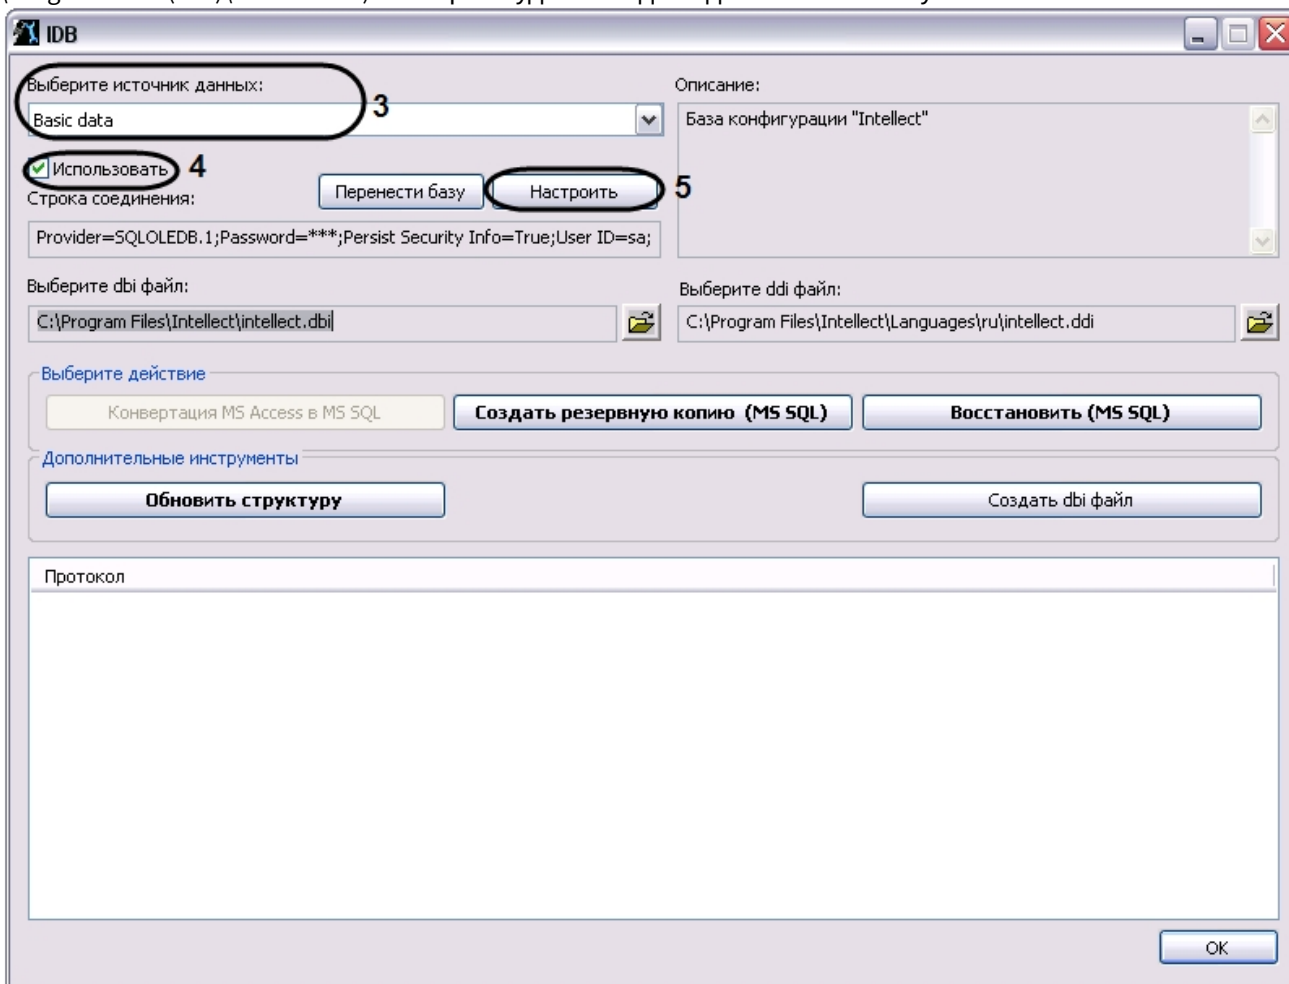 IDB
Выберите источник данных:
Basic data
3
Описание:
База конфигурации "Intellect"
Использовать
4
Строка соединения:
Перенести базу
Настроить
5
Provider=SQLOLEDB.1;Password=***;Persist Security Info=True;User ID=sa;
Выберите dbi файл:
C:\Program Files\Intellect\intellect.dbi
Выберите ddi файл:
C:\Program Files\Intellect\Languages\ru\intellect.ddi
Выберите действие
Конвертация MS Access в MS SQL
Создать резервную копию (MS SQL)
Восстановить (MS SQL)
Дополнительные инструменты
Обновить структуру
Создать dbi файл
Протокол
OK